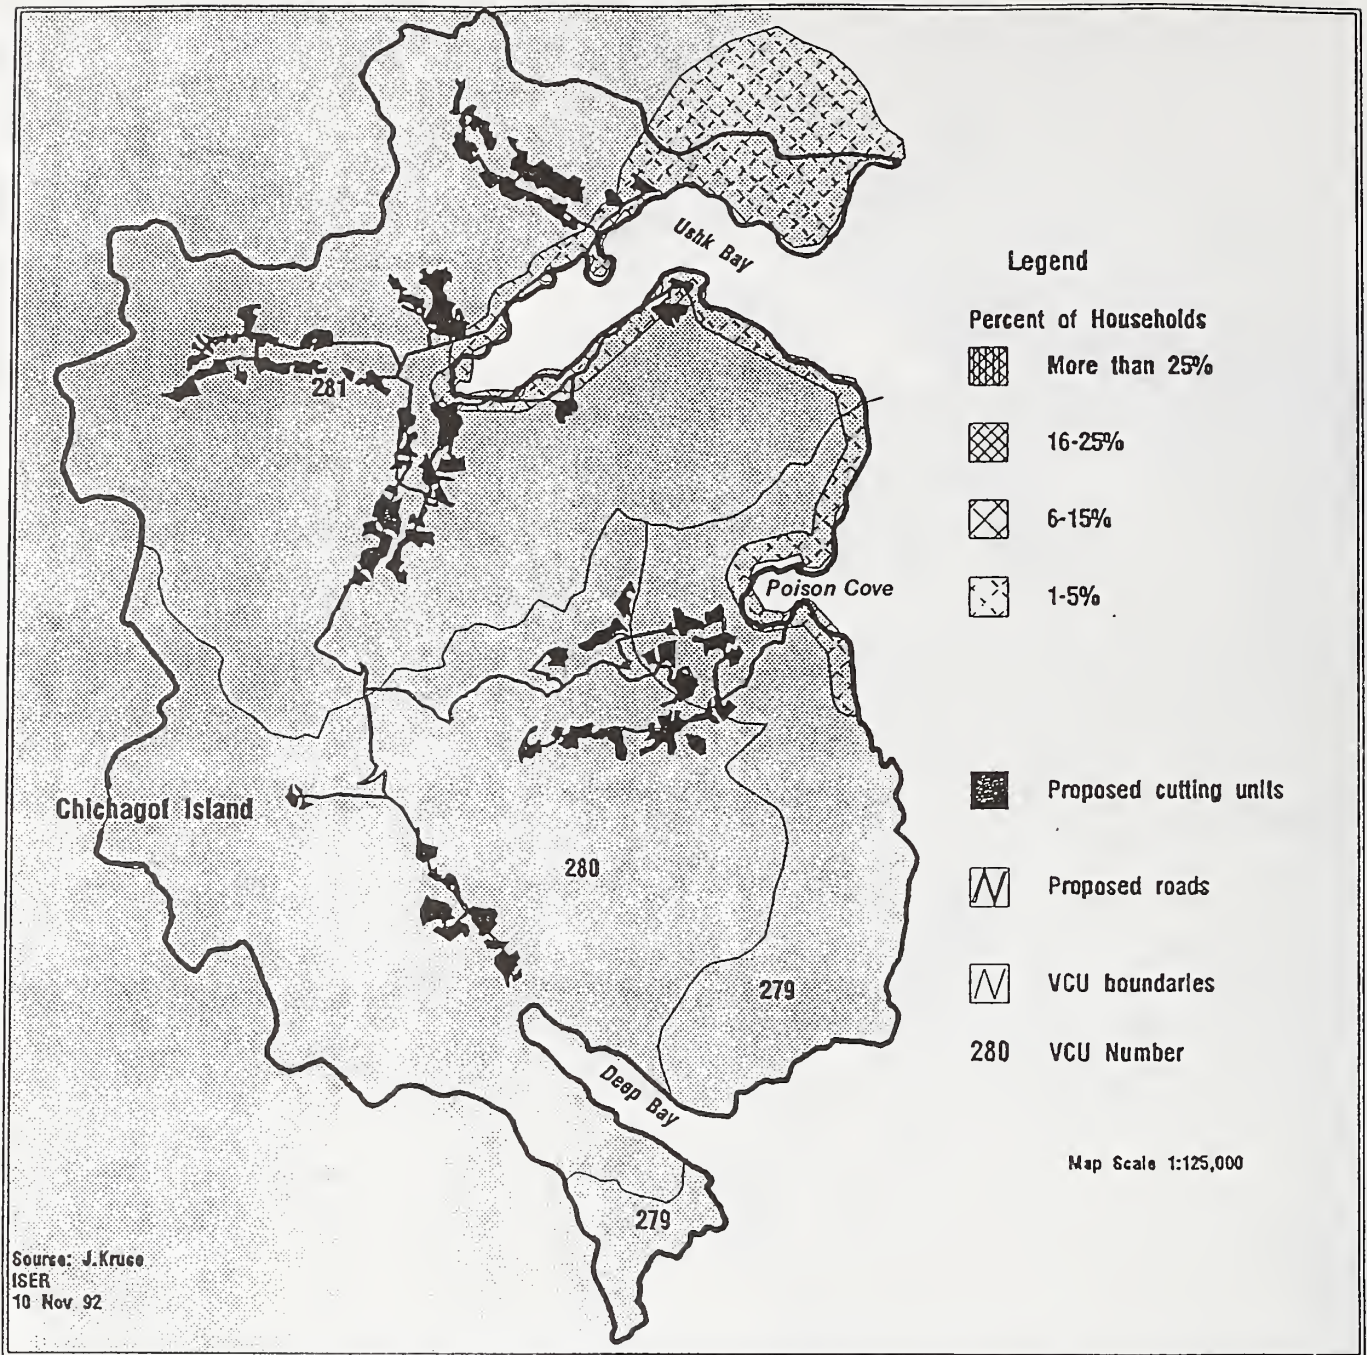 Ushk Bay
Legend
Percent of Households
More than 25%
16-25%
6-15%
1-5%
281
Poison Cove
Proposed cutting units
Chichagof Island
280
Proposed roads
279
VCU boundaries
280 VCU Number
Deep Bay
Map Scale 1:125,000
279
Source: J.Kruse
ISER
10 Nov 92